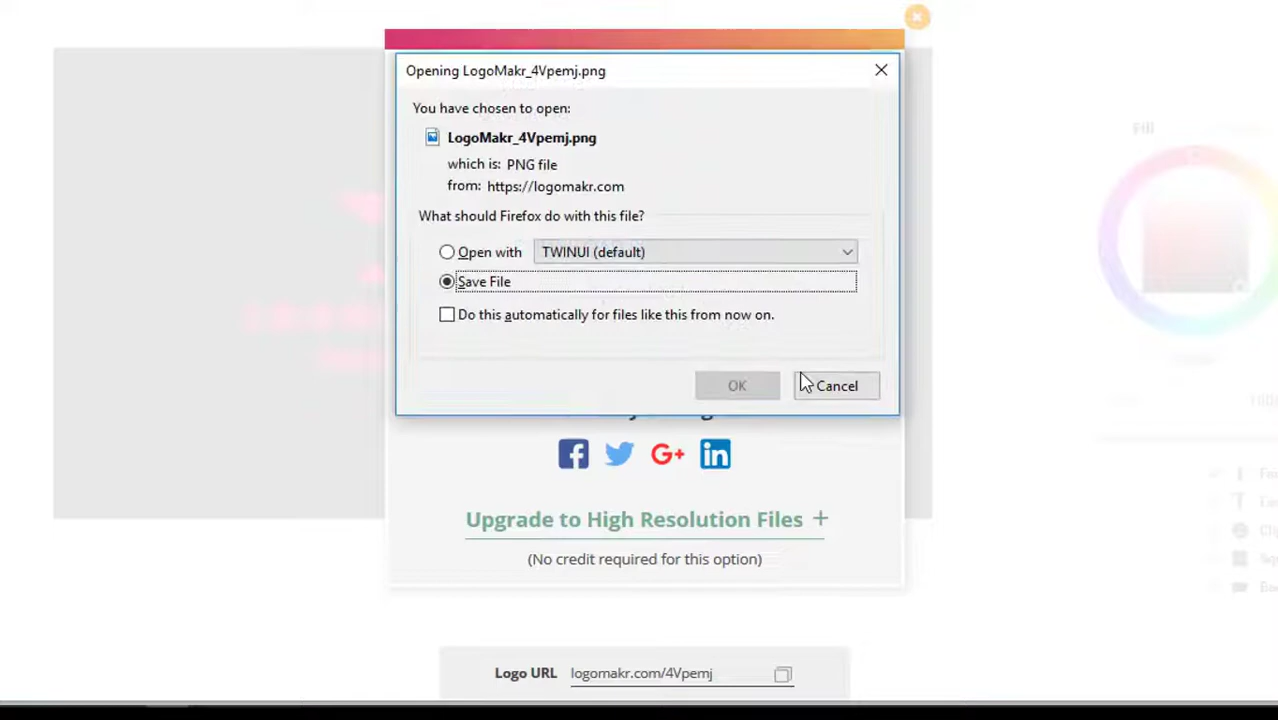 Opening LogoMakr_4Vpemj.png
You have chosen to open:
LogoMakr_4Vpemj.png
which is: PNG file
from: https://logomakr.com
What should Firefox do with this file?
Open with TWINUI (default)
Save File
Do this automatically for files like this from now on.
OK Cancel
Fill
Upgrade to High Resolution Files +
(No credit required for this option)
Logo URL logomakr.com/4Vpemj